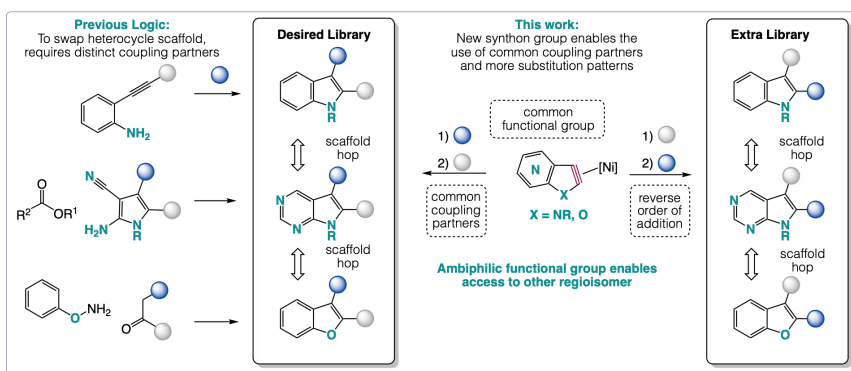 Previous Logic:
To swap heterocycle scaffold,
requires distinct coupling partners
NH₂
N
R² O OR¹
H₂N N
R
O NH₂
O
Desired Library
N
R
scaffold
hop
N
N N
R
scaffold
hop
O
This work:
New synthon group enables the
use of common coupling partners
and more substitution patterns
common
functional group
1)
2)
common
coupling
partners
N
X
[Ni]
X = NR, O
1)
2)
reverse
order of
addition
Ambiphilic functional group enables
access to other regioisomer
Extra Library
N
R
scaffold
hop
N
N N
R
scaffold
hop
O